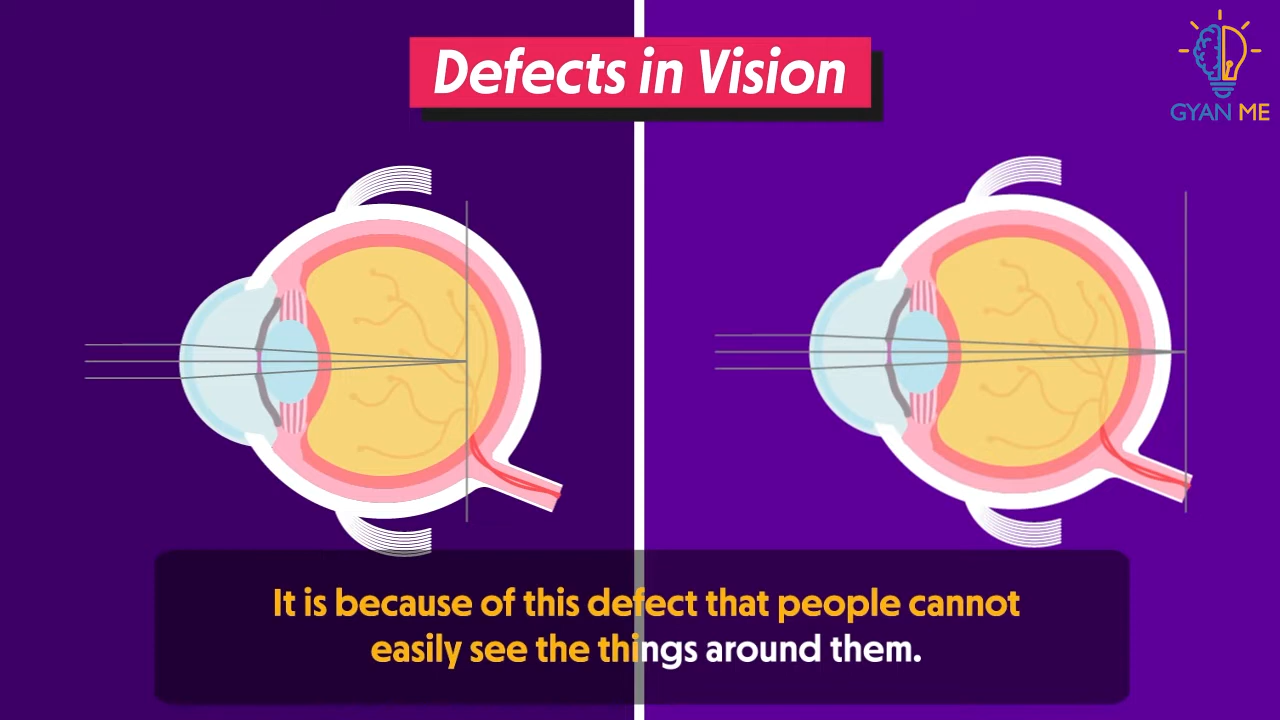 Defects in Vision
GYAN ME
It is because of this defect that people cannot
easily see the things around them.